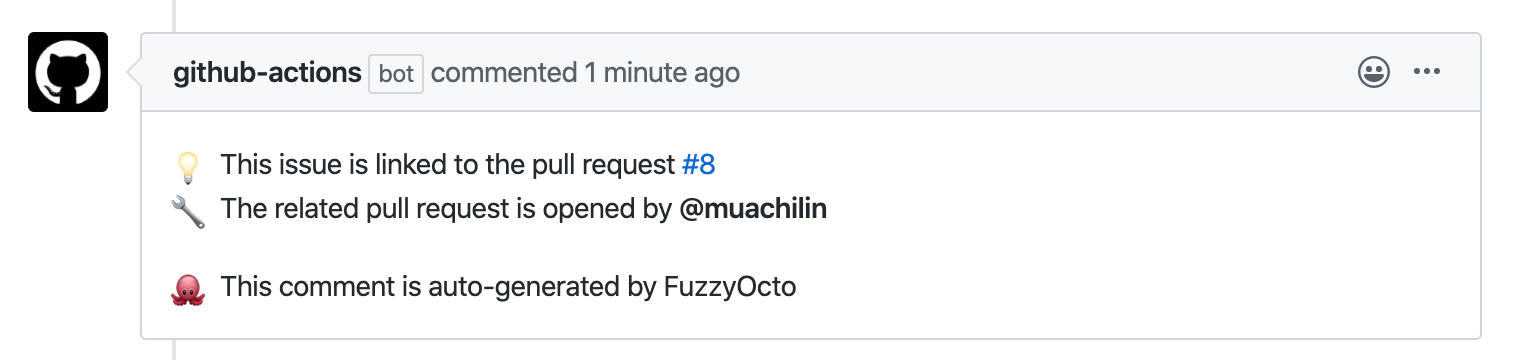 github-actions bot commented 1 minute ago
This issue is linked to the pull request #8
The related pull request is opened by @muachilin
This comment is auto-generated by FuzzyOcto